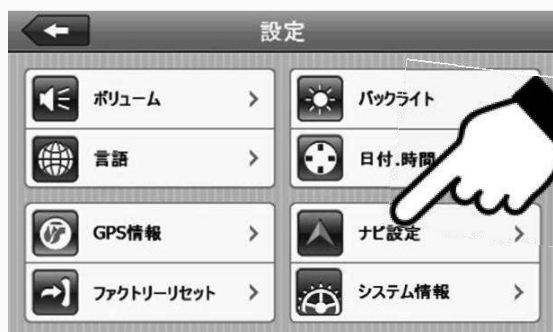 設定
ボリューム
バックライト
言語
日付.時間
GPS情報
ナビ設定
ファクトリーリセット
システム情報